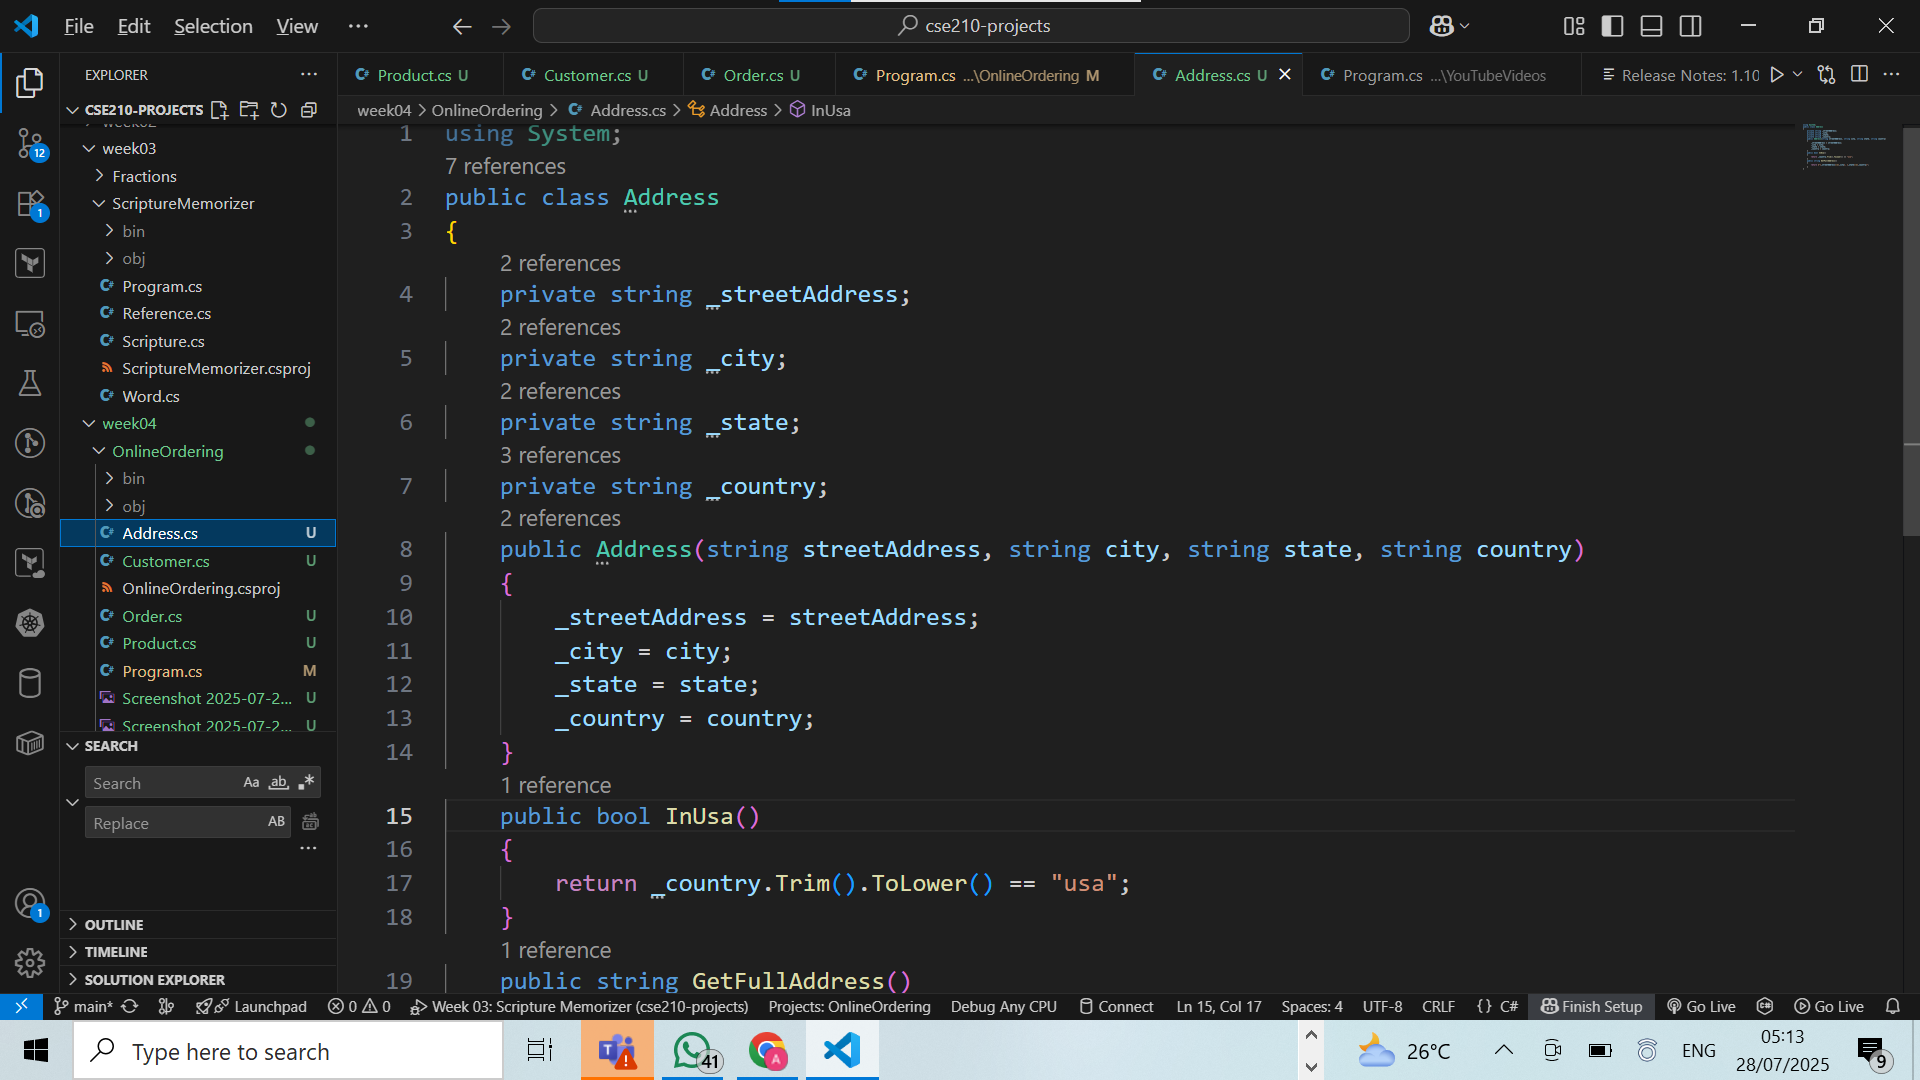 File Edit Selection View
cse210-projects
EXPLORER
CSE210-PROJECTS
week03
Fractions
ScriptureMemorizer
bin
obj
Program.cs
Reference.cs
Scripture.cs
ScriptureMemorizer.csproj
Word.cs
week04
OnlineOrdering
bin
obj
Address.cs U
Customer.cs U
OnlineOrdering.csproj
Order.cs U
Product.cs U
Program.cs M
Screenshot 2025-07-2... U
Screenshot 2025-07-2... U
SEARCH
Search Aa ab
Replace AB
OUTLINE
TIMELINE
SOLUTION EXPLORER
12
1
1
Product.cs U Customer.cs U Order.cs U Program.cs ...\OnlineOrdering M Address.cs U Program.cs ...\YouTubeVideos Release Notes: 1.10
week04 > OnlineOrdering > Address.cs > Address > InUsa
1 using System;
7 references
2 public class Address
3 {
2 references
4 private string _streetAddress;
2 references
5 private string _city;
2 references
6 private string _state;
3 references
7 private string _country;
2 references
8 public Address(string streetAddress, string city, string state, string country)
9 {
10 _streetAddress = streetAddress;
11 _city = city;
12 _state = state;
13 _country = country;
14 }
1 reference
15 public bool InUsa()
16 {
17 return _country.Trim().ToLower() == "usa";
18 }
1 reference
19 public string GetFullAddress()
main* Launchpad 0 0 Week 03: Scripture Memorizer (cse210-projects) Projects: OnlineOrdering Debug Any CPU Connect Ln 15, Col 17 Spaces: 4 UTF-8 CRLF {} C# Finish Setup Go Live Go Live
Type here to search
41
26°C
ENG
05:13
28/07/2025
9